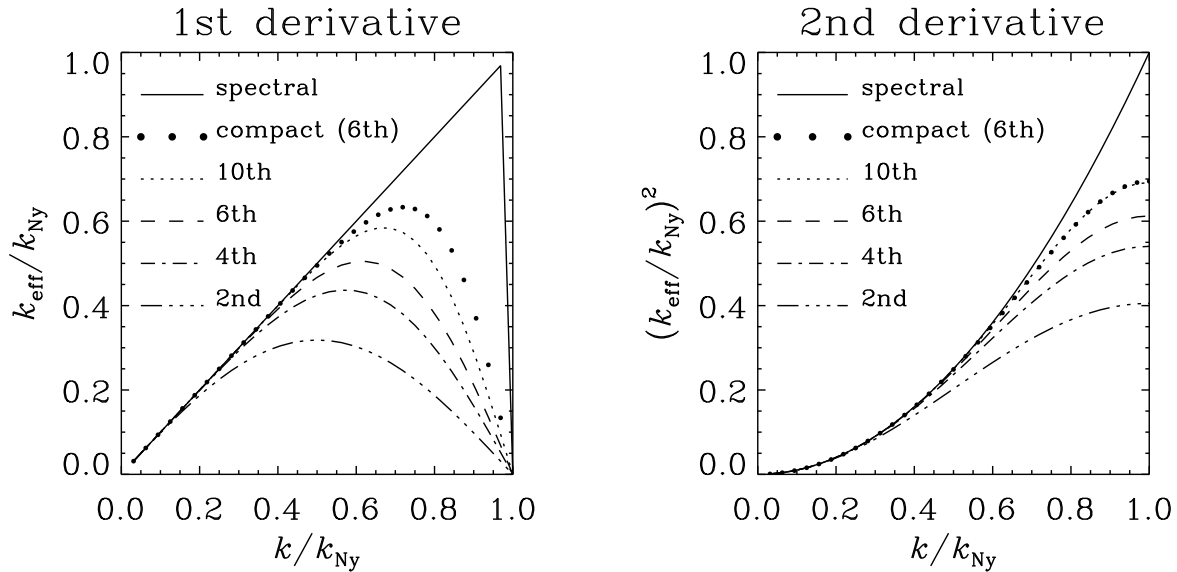 1st derivative
k_eff/k_Ny
1.0
0.8
0.6
0.4
0.2
0.0
spectral
compact (6th)
10th
6th
4th
2nd
0.0 0.2 0.4 0.6 0.8 1.0
k/k_Ny
2nd derivative
(k_eff/k_Ny)^2
1.0
0.8
0.6
0.4
0.2
0.0
spectral
compact (6th)
10th
6th
4th
2nd
0.0 0.2 0.4 0.6 0.8 1.0
k/k_Ny